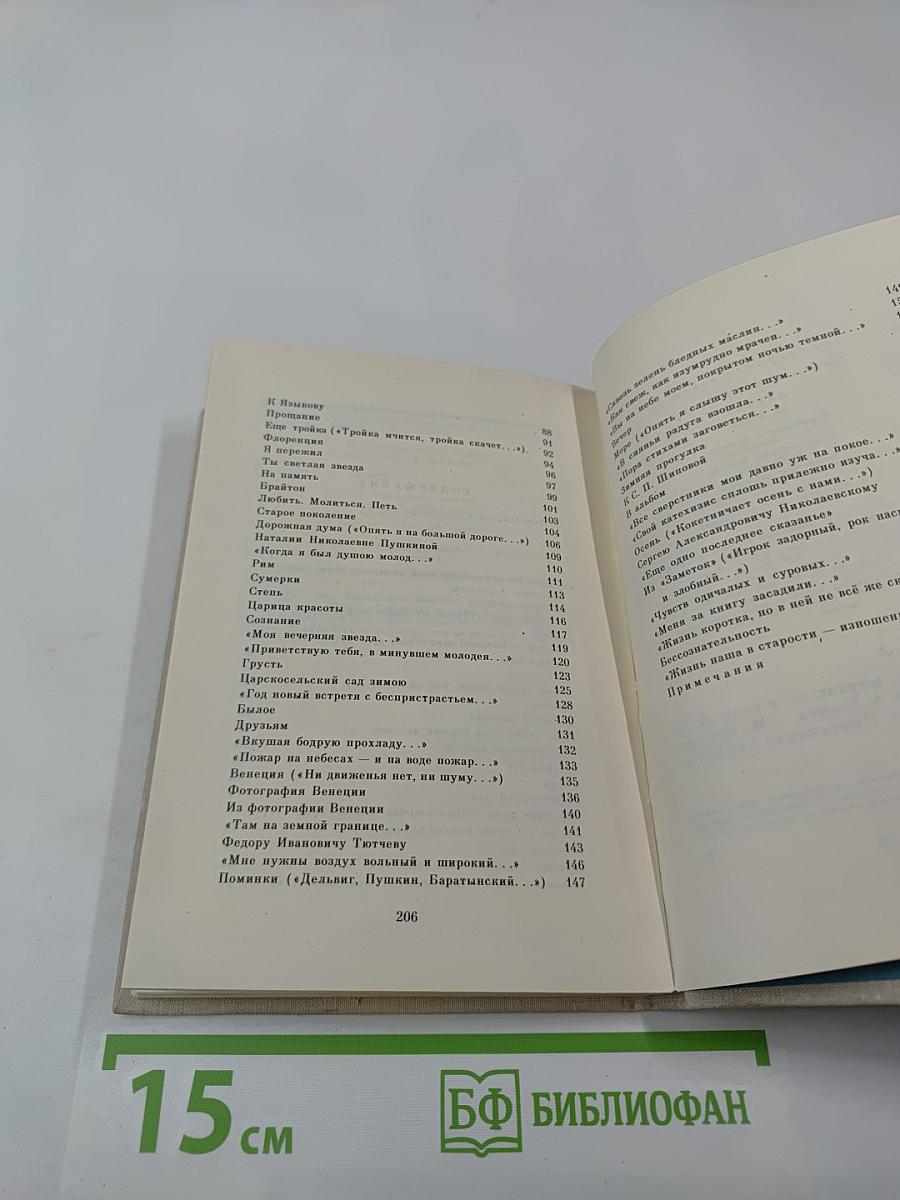 К Языкову 88
Прощание 91
Еще тройка («Тройка мчится, тройка скачет. . .») 92
Флоренция 94
Я пережил 96
Ты светлая звезда 97
На память 99
Брайтон 101
Любить. Молиться. Петь 103
Старое поколение 104
Дорожная дума («Опять я на большой дороге. . .») 106
Наталии Николаевне Пушкиной 109
«Когда я был душою молод. . .» 110
Рим 111
Сумерки 113
Степь 114
Царица красоты 116
Сознание 117
«Моя вечерняя звезда. . .» 119
«Приветствую тебя, в минувшем молодея. . .» 120
Грусть 123
Царскосельский сад зимою 125
«Год новый встретя с беспристрастьем. . .» 128
Былое 130
Друзьям 131
«Вкушая бодрую прохладу. . .» 132
«Пожар на небесах — и на воде пожар. . .» 133
Венеция («Ни движенья нет, ни шуму. . .») 135
Фотография Венеции 136
Из фотографии Венеции 140
«Там на земной границе. . .» 141
Федору Ивановичу Тютчеву 143
«Мне нужны воздух вольный и широкий. . .» 146
Поминки («Дельвиг, Пушкин, Баратынский. . .») 147
206
«Сквозь зелень бледных маслин. . .» 149
«Как свеж, как изумрудно мрачен. . .» 15
«Вы на небе моем, покрытом ночью темной. . .» 1
Вечер
Море («Опять я слышу этот шум. . .»)
«В сияньи радуга взошла. . .»
«Пора стихами заговеться. . .»
Зимняя прогулка
К С. П. Шиповой
В альбом
«Все сверстники мои давно уж на покое. . .»
«Свой катехизис сплошь прилежно изуча. . .»
Осень («Кокетничает осень с нами. . .»)
Сергею Александровичу Николаевскому
«Еще одно последнее сказанье»
Из «Заметок» («Игрок задорный, рок насм
и злобный. . .»)
«Чувств одичалых и суровых. . .»
«Меня за книгу засадили. . .»
«Жизнь коротка, но в ней не всё же ск
Бессознательность
«Жизнь наша в старости — изношен
Примечания
15 см
БФ БИБЛИОФАН